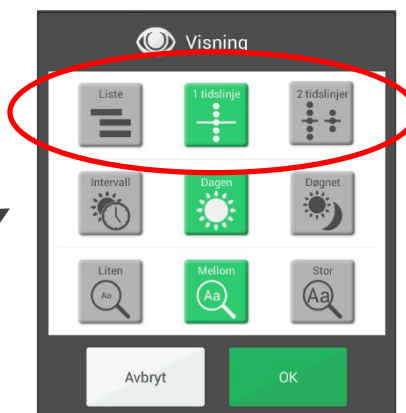 Visning
Liste 1 tidslinje 2 tidslinjer
Intervall Dagen Døgnet
Liten Mellom Stor
Aa Aa Aa
Avbryt OK